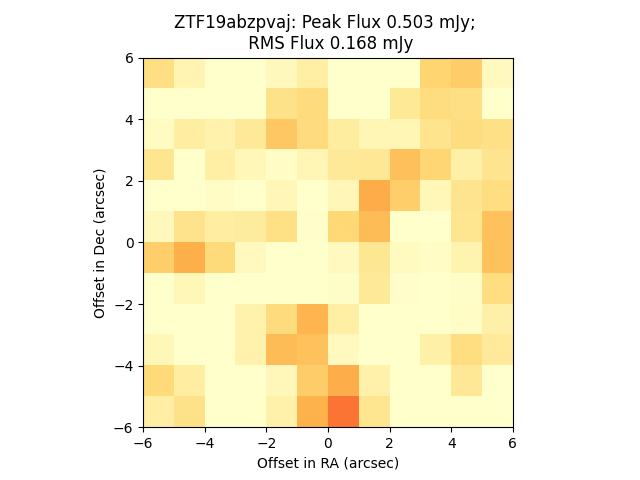 ZTF19abzpvaj: Peak Flux 0.503 mJy;
RMS Flux 0.168 mJy
6
4
2
0
−2
−4
−6
Offset in Dec (arcsec)
−6 −4 −2 0 2 4 6
Offset in RA (arcsec)